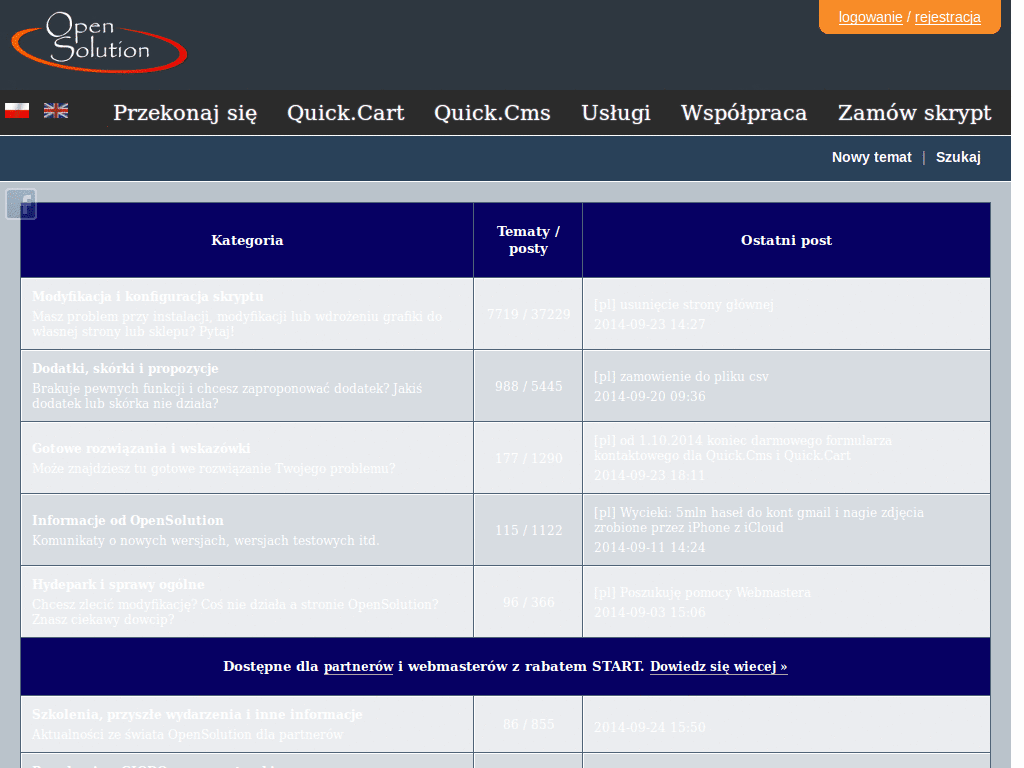 Open
Solution
logowanie / rejestracja
Przekonaj się Quick.Cart Quick.Cms Usługi Współpraca Zamów skrypt
Nowy temat | Szukaj
f
Kategoria
Tematy /
posty
Ostatni post
Modyfikacja i konfiguracja skryptu
Masz problem przy instalacji, modyfikacji lub wdrożeniu grafiki do
własnej strony lub sklepu? Pytaj!
7719 / 37229
[pl] usunięcie strony głównej
2014-09-23 14:27
Dodatki, skórki i propozycje
Brakuje pewnych funkcji i chcesz zaproponować dodatek? Jakiś
dodatek lub skórka nie działa?
988 / 5445
[pl] zamowienie do pliku csv
2014-09-20 09:36
Gotowe rozwiązania i wskazówki
Może znajdziesz tu gotowe rozwiązanie Twojego problemu?
177 / 1290
[pl] od 1.10.2014 koniec darmowego formularza
kontaktowego dla Quick.Cms i Quick.Cart
2014-09-23 18:11
Informacje od OpenSolution
Komunikaty o nowych wersjach, wersjach testowych itd.
115 / 1122
[pl] Wycieki: 5mln haseł do kont gmail i nagie zdjęcia
zrobione przez iPhone z iCloud
2014-09-11 14:24
Hydepark i sprawy ogólne
Chcesz zlecić modyfikację? Coś nie działa a stronie OpenSolution?
Znasz ciekawy dowcip?
96 / 366
[pl] Poszukuję pomocy Webmastera
2014-09-03 15:06
Dostępne dla partnerów i webmasterów z rabatem START. Dowiedz się wiecej »
Szkolenia, przyszłe wydarzenia i inne informacje
Aktualności ze świata OpenSolution dla partnerów
86 / 855
2014-09-24 15:50